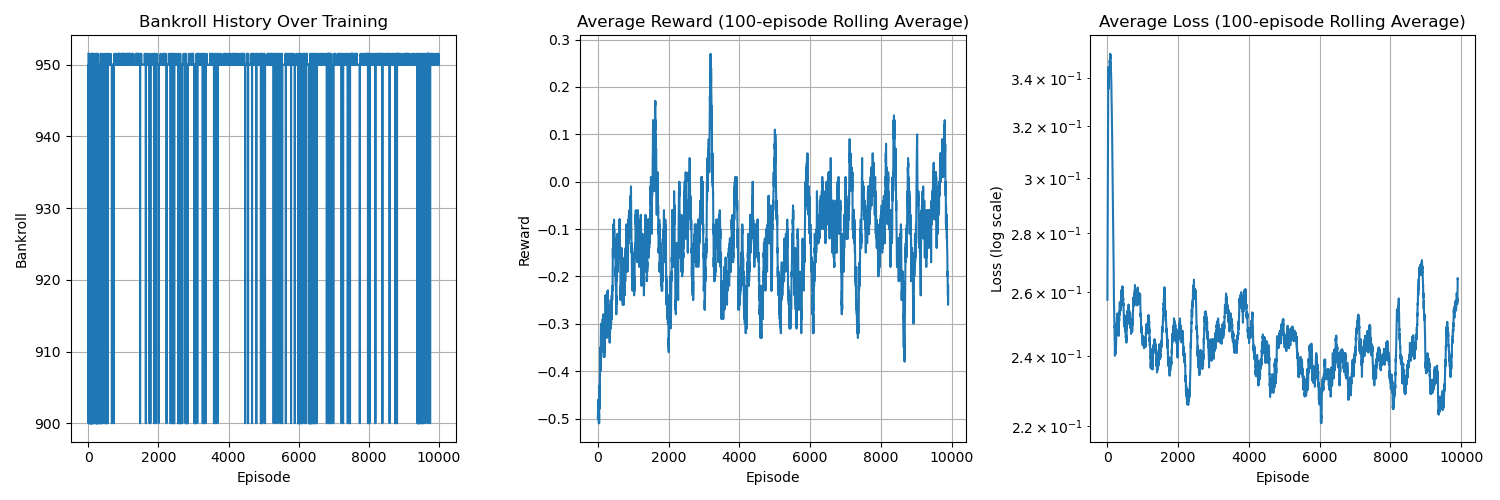 Bankroll History Over Training
950
940
930
920
910
900
Bankroll
0 2000 4000 6000 8000 10000
Episode
Average Reward (100-episode Rolling Average)
0.3
0.2
0.1
0.0
−0.1
−0.2
−0.3
−0.4
−0.5
Reward
0 2000 4000 6000 8000 10000
Episode
Average Loss (100-episode Rolling Average)
3.4 × 10⁻¹
3.2 × 10⁻¹
3 × 10⁻¹
2.8 × 10⁻¹
2.6 × 10⁻¹
2.4 × 10⁻¹
2.2 × 10⁻¹
Loss (log scale)
0 2000 4000 6000 8000 10000
Episode